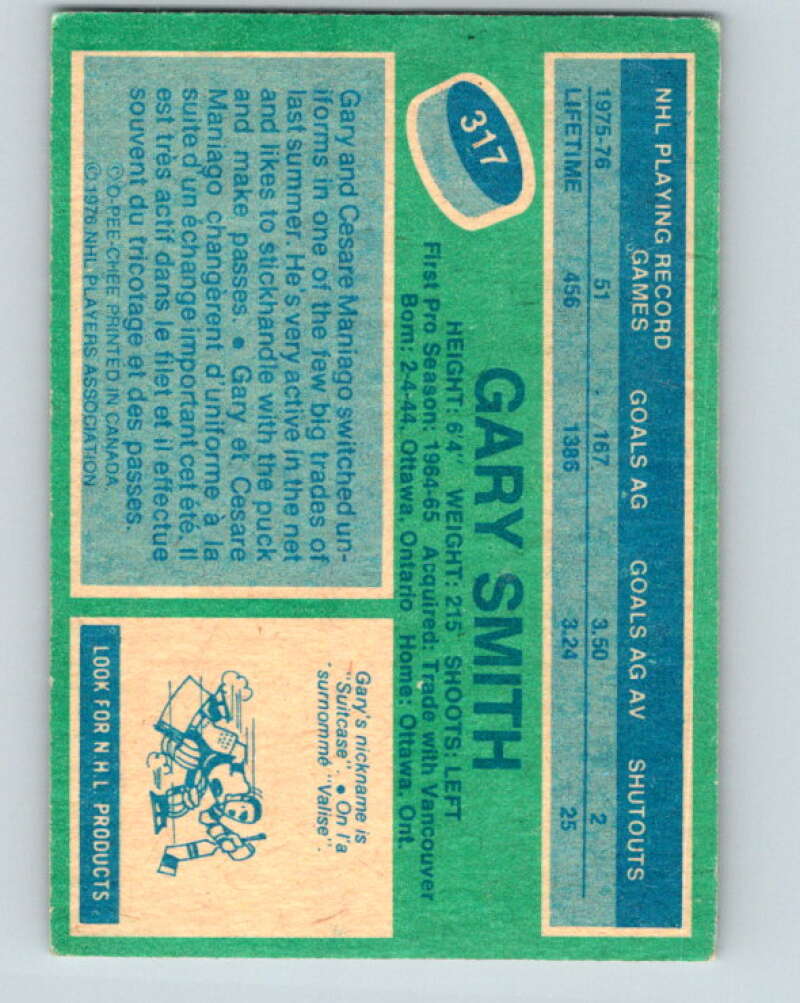 NHL PLAYING RECORD
GAMES GOALS AG GOALS AG AV SHUTOUTS
1975-76 51 167 3.50 2
LIFETIME 456 1386 3.24 25
317
GARY SMITH
HEIGHT: 6'4' WEIGHT: 215 SHOOTS: LEFT
First Pro Season: 1964-65 Acquired: Trade with Vancouver
Born: 2-4-44, Ottawa, Ontario Home: Ottawa, Ont.
Gary and Cesare Maniago switched un-
iforms in one of the few big trades of
last summer. He's very active in the net
and likes to stickhandle with the puck
and make passes. • Gary et Cesare
Maniago changèrent d'uniforme à la
suite d'un échange important cet été. Il
est très actif dans le filet et il effectue
souvent du tricotage et des passes.
© O-PEE-CHEE PRINTED IN CANADA
© 1976 NHL PLAYERS ASSOCIATION
Gary's nickname is
"Suitcase". • On l'a
surnommé "Valise".
LOOK FOR N.H.L. PRODUCTS